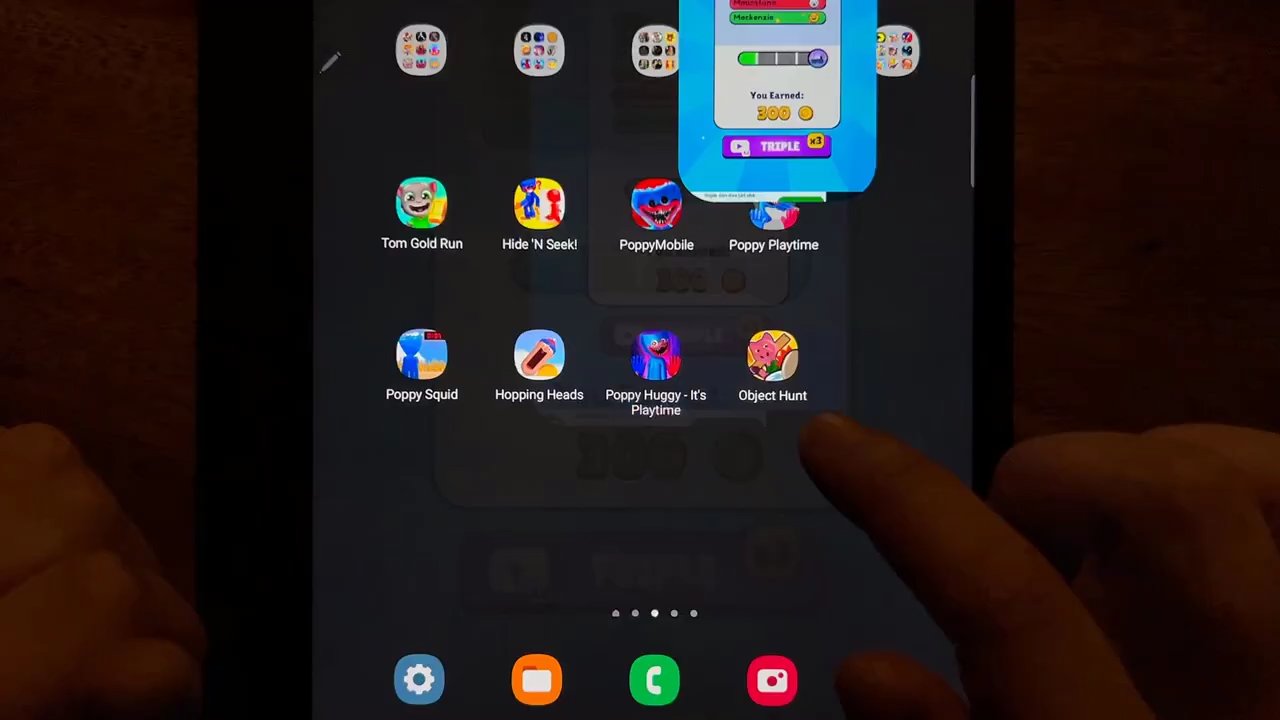 Mackenzie
You Earned:
300
TRIPLE x3
Tom Gold Run
Hide 'N Seek!
PoppyMobile
Poppy Playtime
Poppy Squid
Hopping Heads
Poppy Huggy - It's
Playtime
Object Hunt